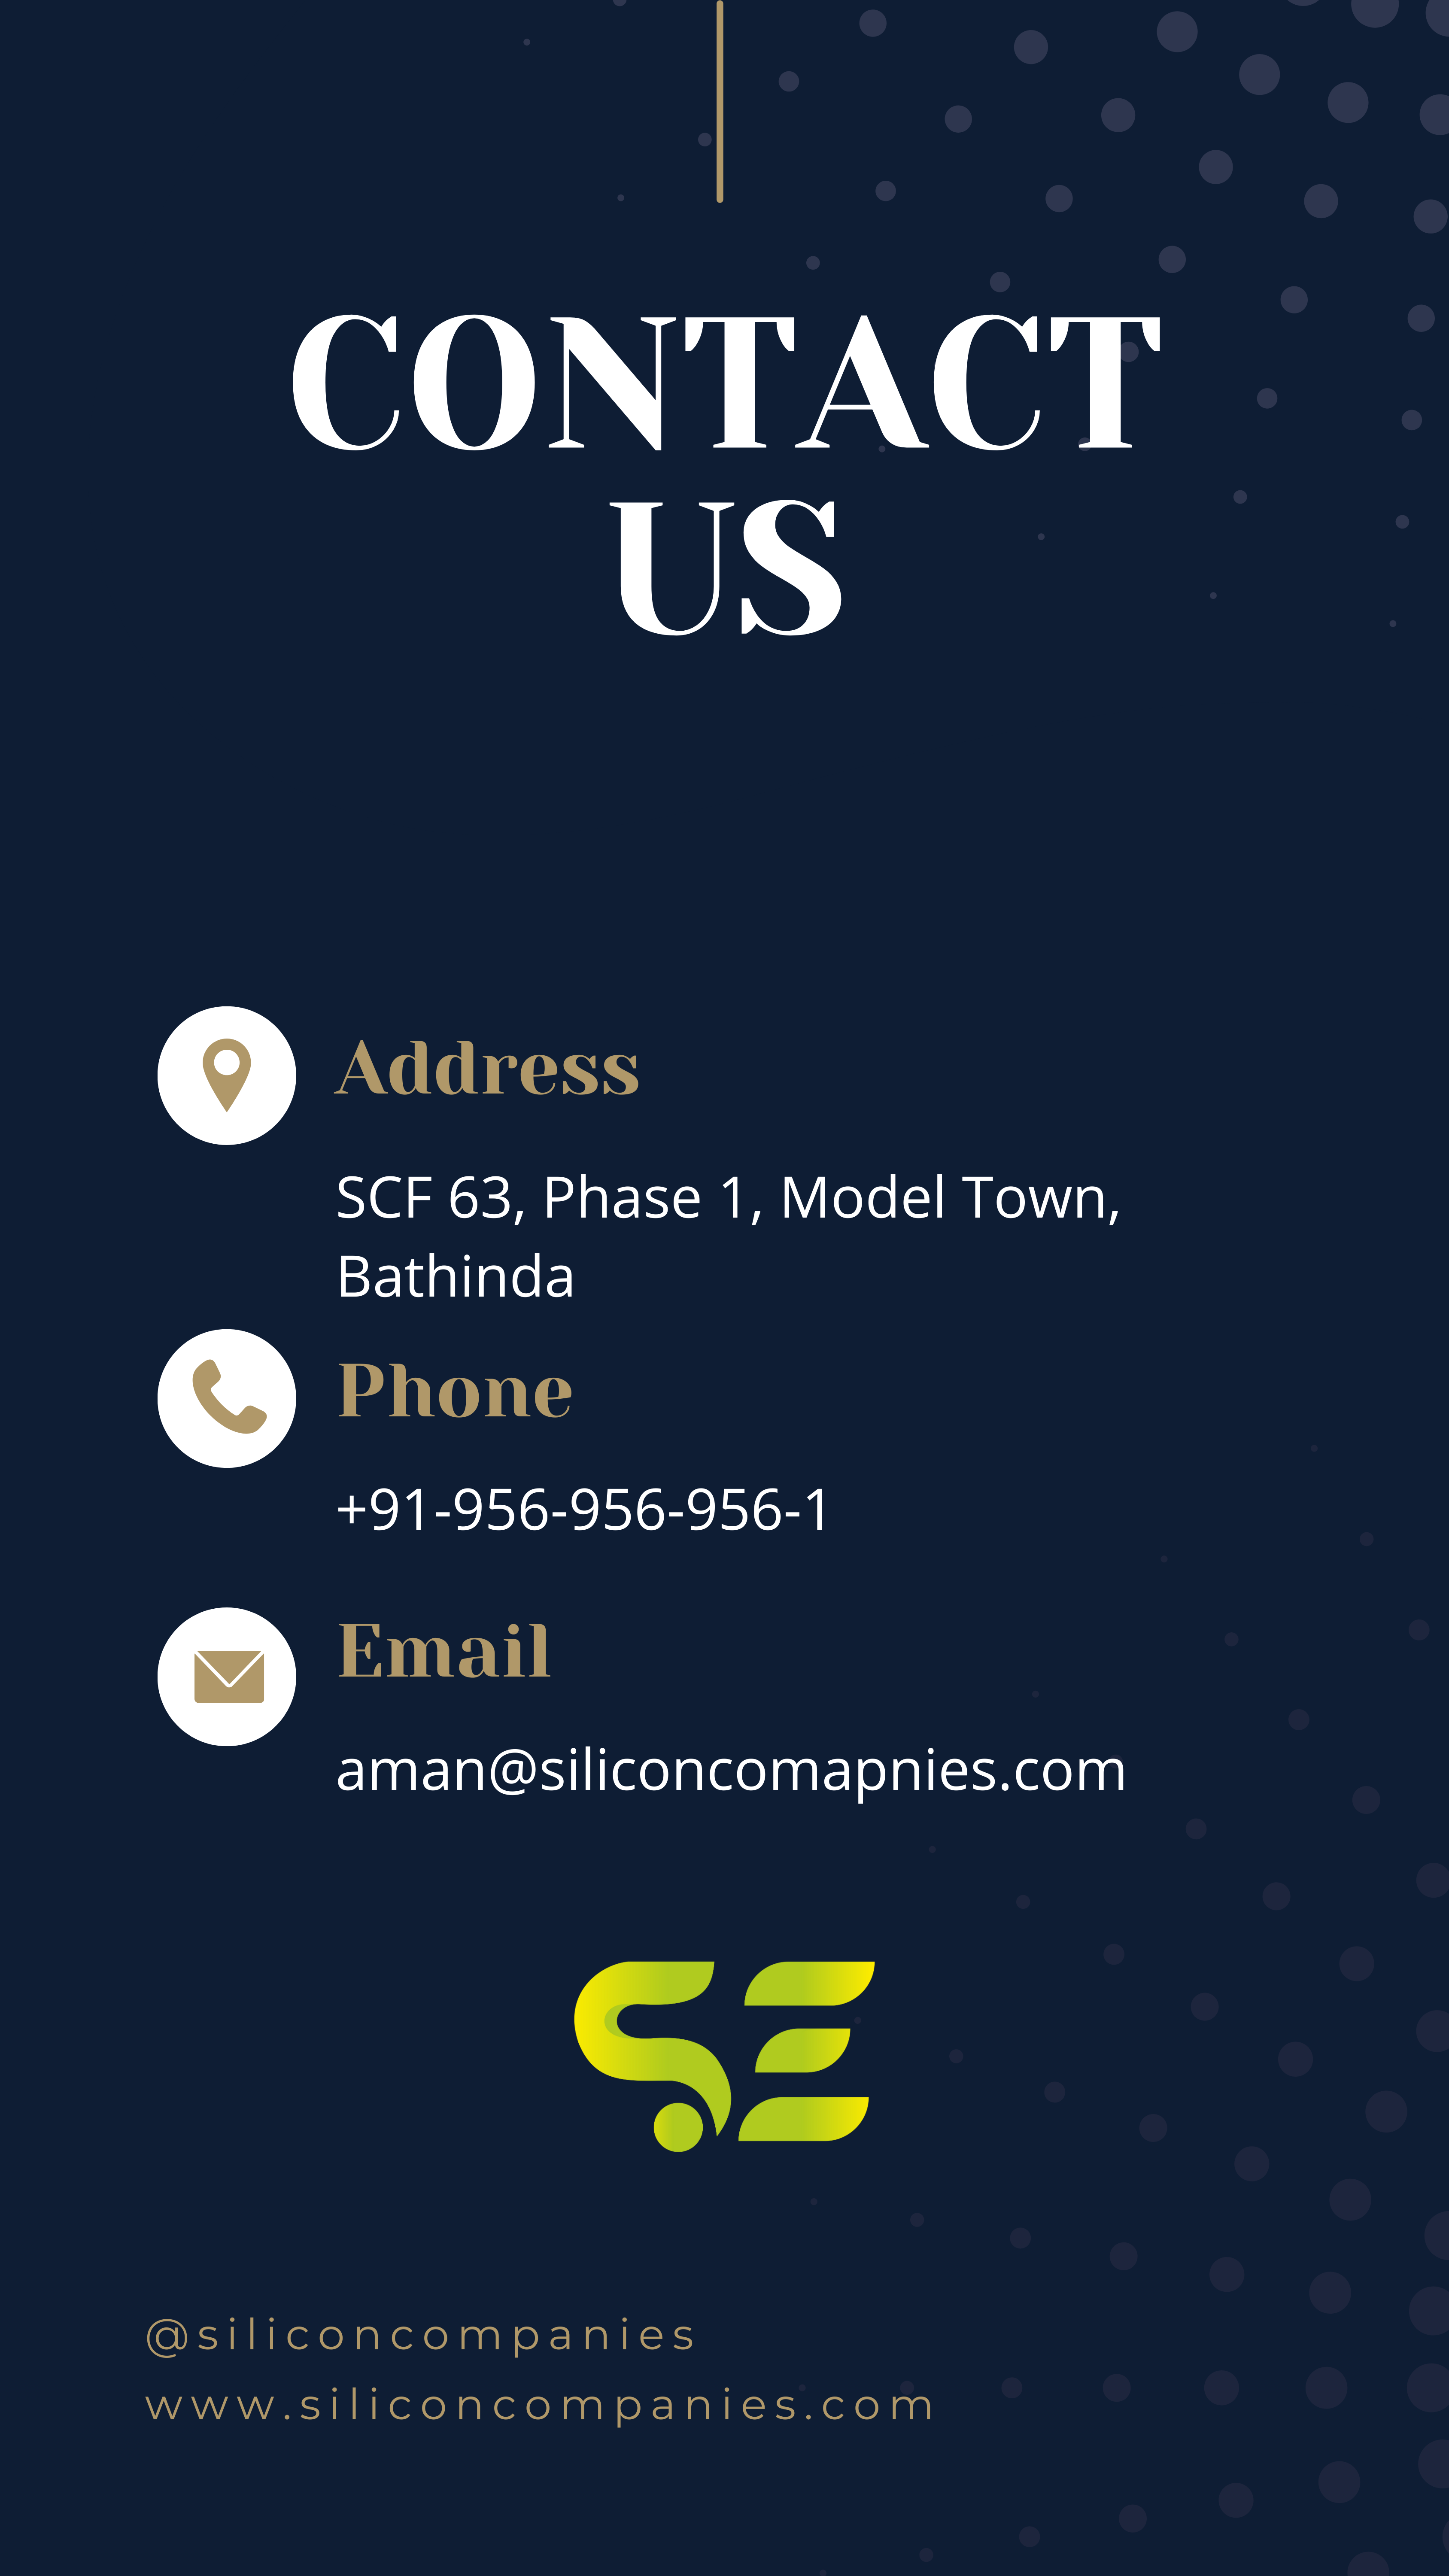 CONTACT
US
Address
SCF 63, Phase 1, Model Town,
Bathinda
Phone
+91-956-956-956-1
Email
aman@siliconcomapnies.com
SE
@siliconcompanies
www.siliconcompanies.com